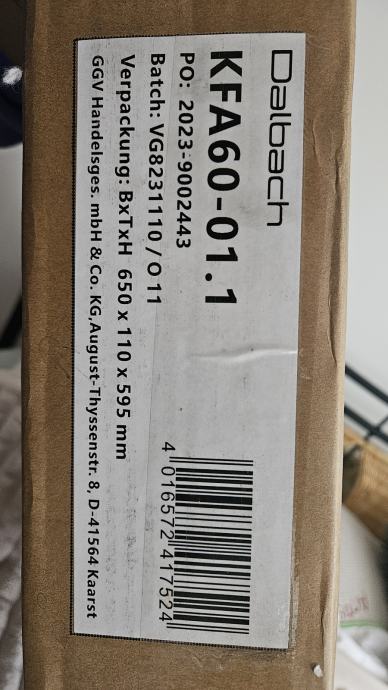 Dalbach
KFA60-01.1
PO: 2023-9002443
Batch: VG8231110 / O 11
Verpackung: BxTxH 650 x 110 x 595 mm
GGV Handelsges. mbH & Co. KG,August-Thyssenstr. 8, D-41564 Kaarst
4 016572 417524